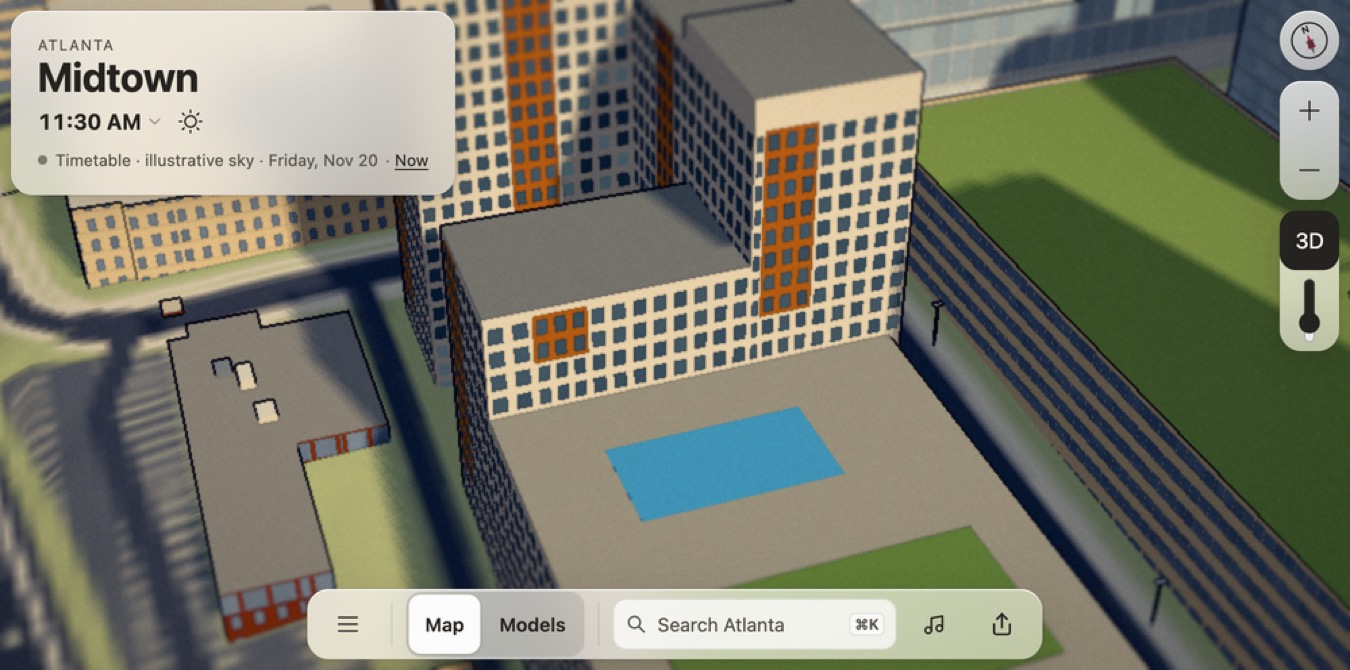 ATLANTA
Midtown
11:30 AM
Timetable · illustrative sky · Friday, Nov 20 · Now
N
+
−
3D
Map
Models
Search Atlanta
⌘K